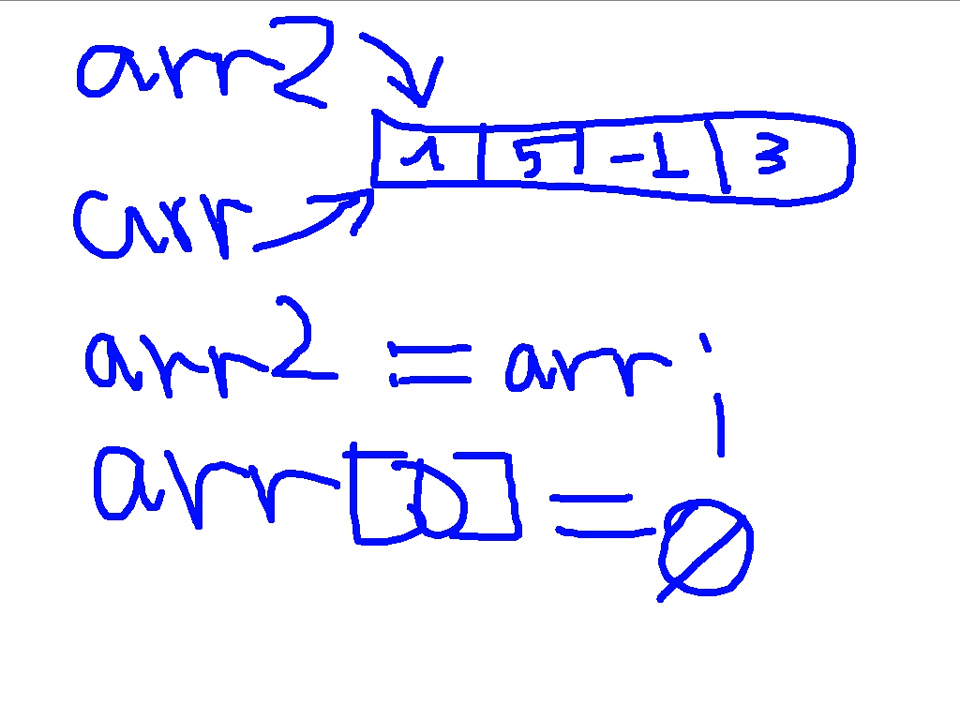 arr2
1 5 -1 3
arr
arr2 = arr;
arr[0] = 0